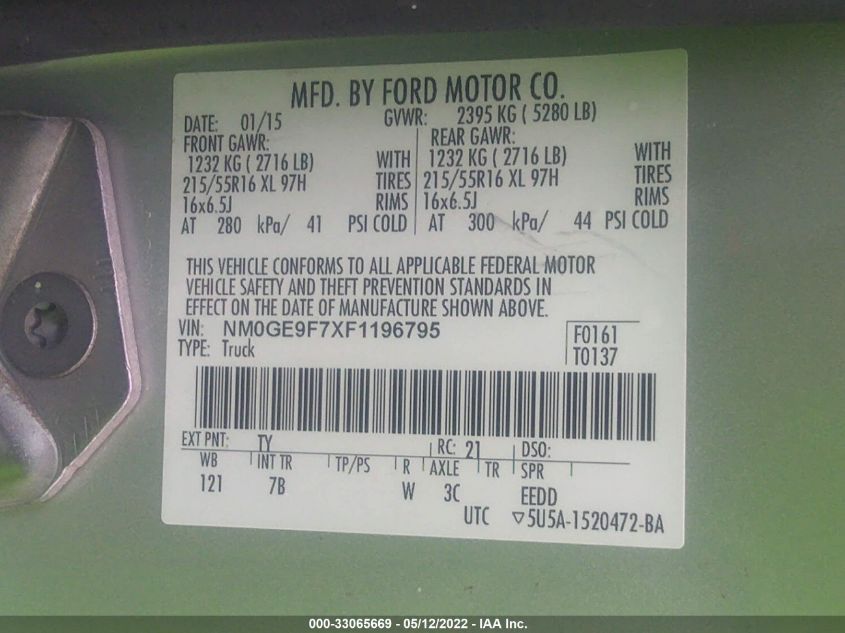 MFD. BY FORD MOTOR CO.
DATE: 01/15 GVWR: 2395 KG ( 5280 LB)
FRONT GAWR: REAR GAWR:
1232 KG ( 2716 LB) WITH 1232 KG ( 2716 LB) WITH
215/55R16 XL 97H TIRES 215/55R16 XL 97H TIRES
16x6.5J RIMS 16x6.5J RIMS
AT 280 kPa/ 41 PSI COLD AT 300 kPa/ 44 PSI COLD
THIS VEHICLE CONFORMS TO ALL APPLICABLE FEDERAL MOTOR
VEHICLE SAFETY AND THEFT PREVENTION STANDARDS IN
EFFECT ON THE DATE OF MANUFACTURE SHOWN ABOVE.
VIN: NM0GE9F7XF1196795 F0161
TYPE: Truck T0137
EXT PNT: TY RC: 21 DSO:
WB INT TR TP/PS R AXLE TR SPR
121 7B W 3C EEDD
UTC ▽5U5A-1520472-BA
000-33065669 - 05/12/2022 - IAA Inc.